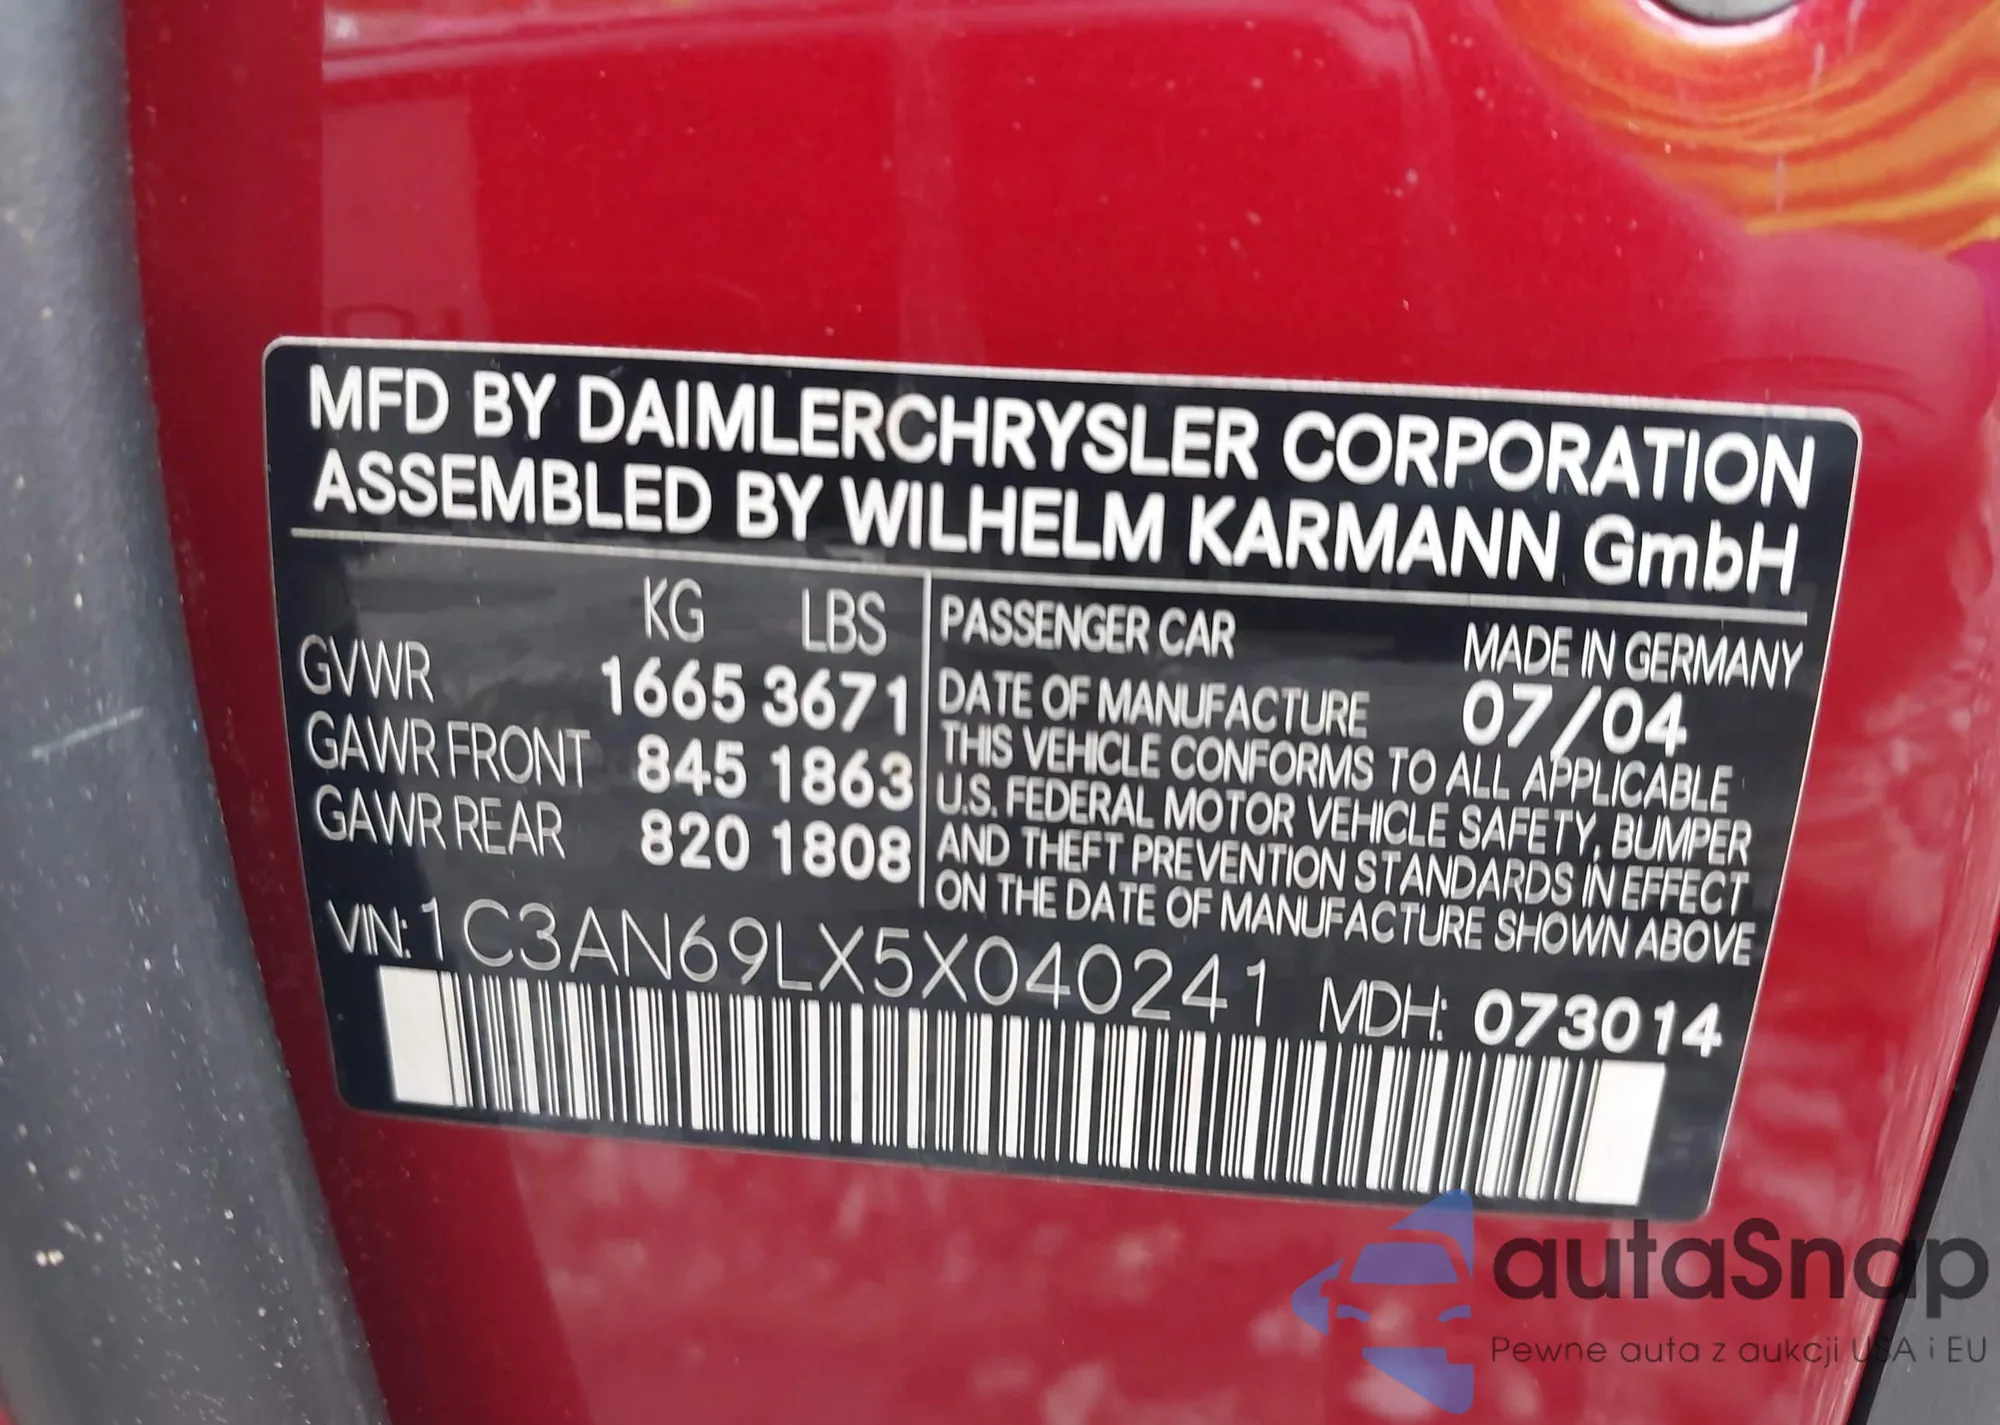 MFD BY DAIMLERCHRYSLER CORPORATION
ASSEMBLED BY WILHELM KARMANN GmbH
KG LBS
GVWR 1665 3671
GAWR FRONT 845 1863
GAWR REAR 820 1808
PASSENGER CAR MADE IN GERMANY
DATE OF MANUFACTURE 07/04
THIS VEHICLE CONFORMS TO ALL APPLICABLE
U.S. FEDERAL MOTOR VEHICLE SAFETY, BUMPER
AND THEFT PREVENTION STANDARDS IN EFFECT
ON THE DATE OF MANUFACTURE SHOWN ABOVE
VIN: 1C3AN69LX5X040241 MDH: 073014
autaSnap
Pewne auta z aukcji USA i EU